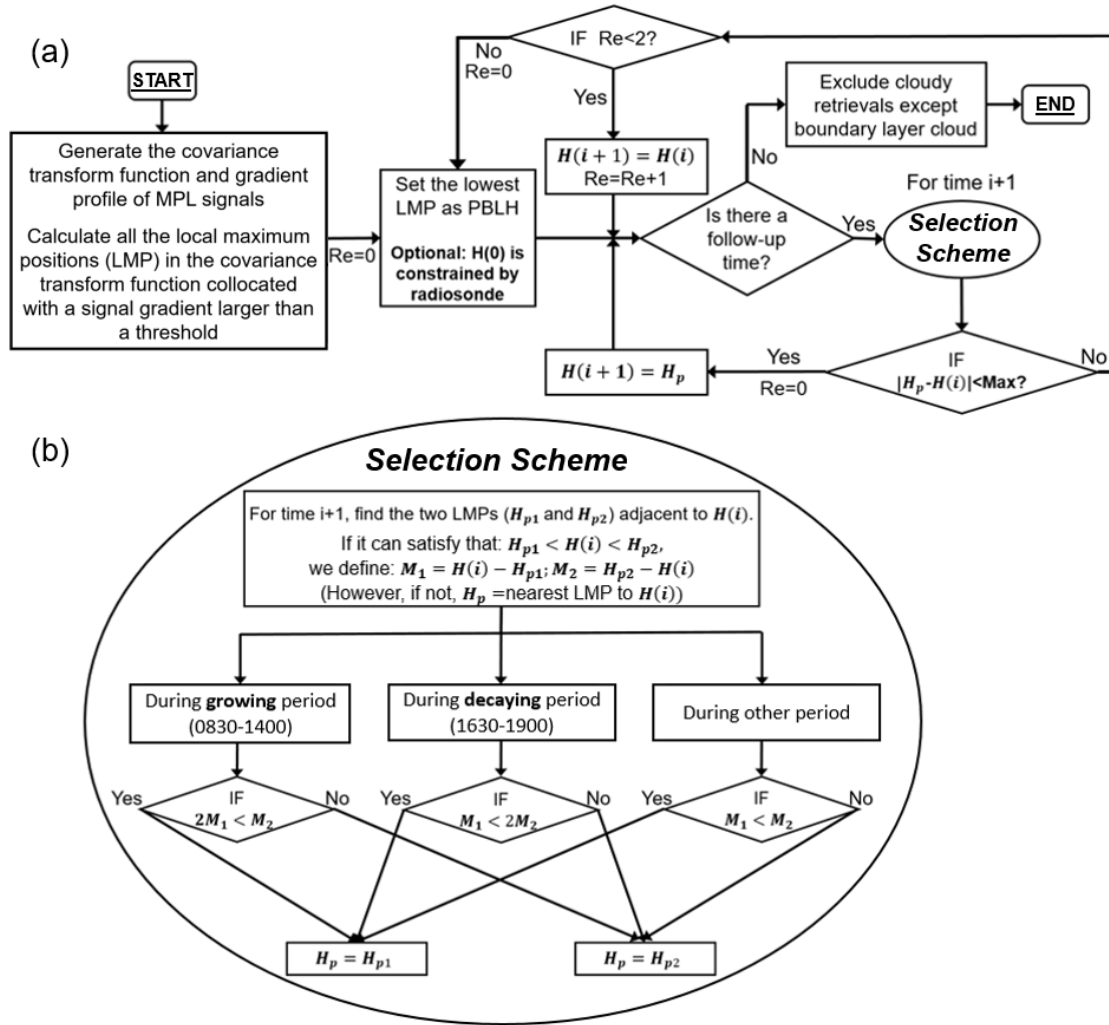 (a)
START
Generate the covariance
transform function and gradient
profile of MPL signals
Calculate all the local maximum
positions (LMP) in the covariance
transform function collocated
with a signal gradient larger than
a threshold
Re=0
Set the lowest
LMP as PBLH
Optional: H(0) is
constrained by
radiosonde
IF Re<2?
No
Re=0
Yes
H(i + 1) = H(i)
Re=Re+1
Is there a
follow-up
time?
No
Exclude cloudy
retrievals except
boundary layer cloud
END
Yes
For time i+1
Selection
Scheme
IF
|Hp-H(i)|<Max?
No
Yes
Re=0
H(i + 1) = Hp
(b)
Selection Scheme
For time i+1, find the two LMPs (Hp1 and Hp2) adjacent to H(i).
If it can satisfy that: Hp1 < H(i) < Hp2,
we define: M1 = H(i) − Hp1; M2 = Hp2 − H(i)
(However, if not, Hp =nearest LMP to H(i))
During growing period
(0830-1400)
During decaying period
(1630-1900)
During other period
Yes
IF
2M1 < M2
No
Yes
IF
M1 < 2M2
No
Yes
IF
M1 < M2
No
Hp = Hp1
Hp = Hp2